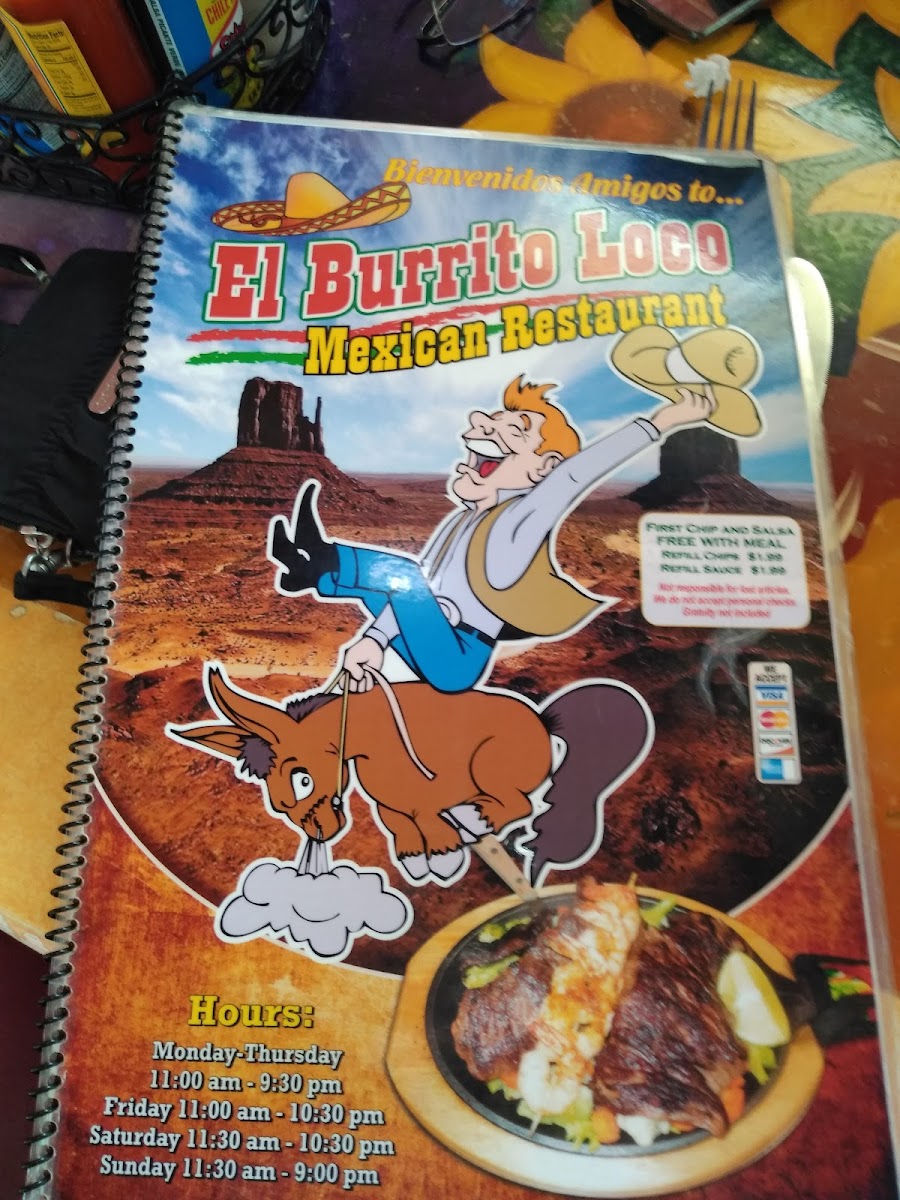 Nutrition Facts
CHILE
Bienvenidos Amigos to...
El Burrito Loco
Mexican Restaurant
FIRST CHIP AND SALSA
FREE WITH MEAL
REFILL CHIPS $1.99
REFILL SAUCE $1.99
Not responsible for lost articles.
We do not accept personal checks.
Gratuity not included
WE
ACCEPT
VISA
Hours:
Monday-Thursday
11:00 am - 9:30 pm
Friday 11:00 am - 10:30 pm
Saturday 11:30 am - 10:30 pm
Sunday 11:30 am - 9:00 pm